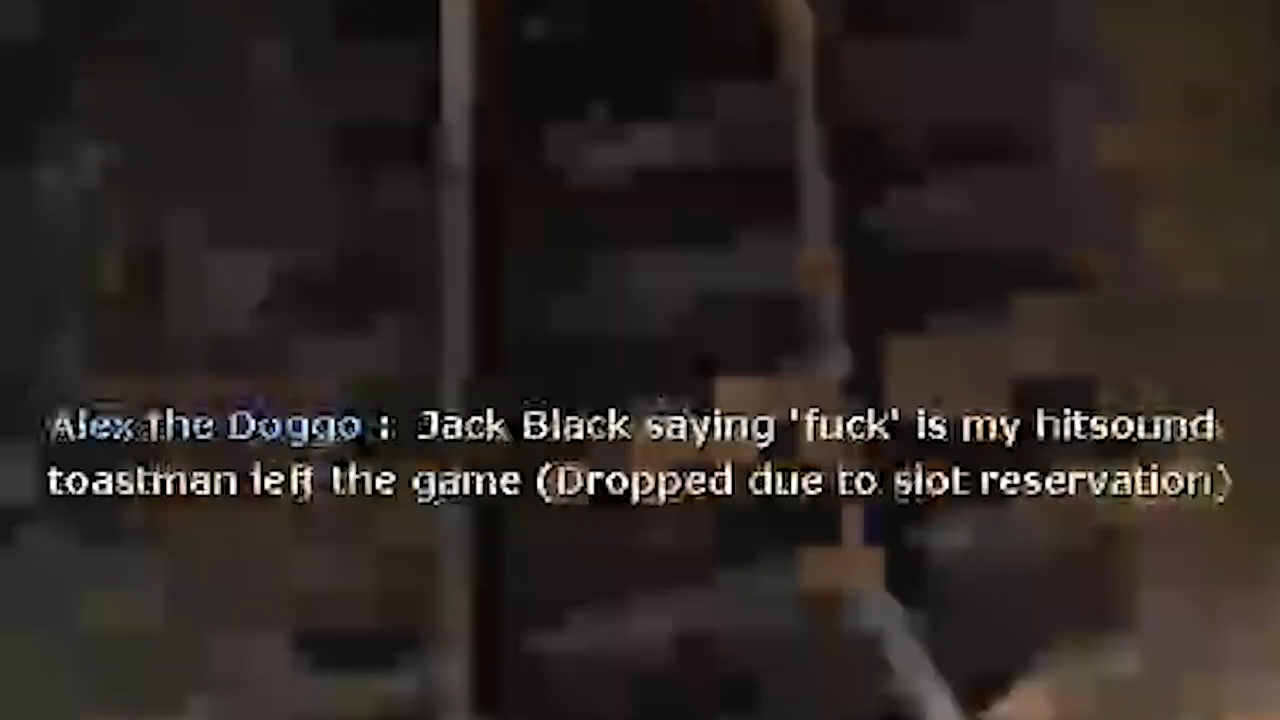 Alex the Doggo :  Jack Black saying 'fuck' is my hitsound
toastman left the game (Dropped due to slot reservation)